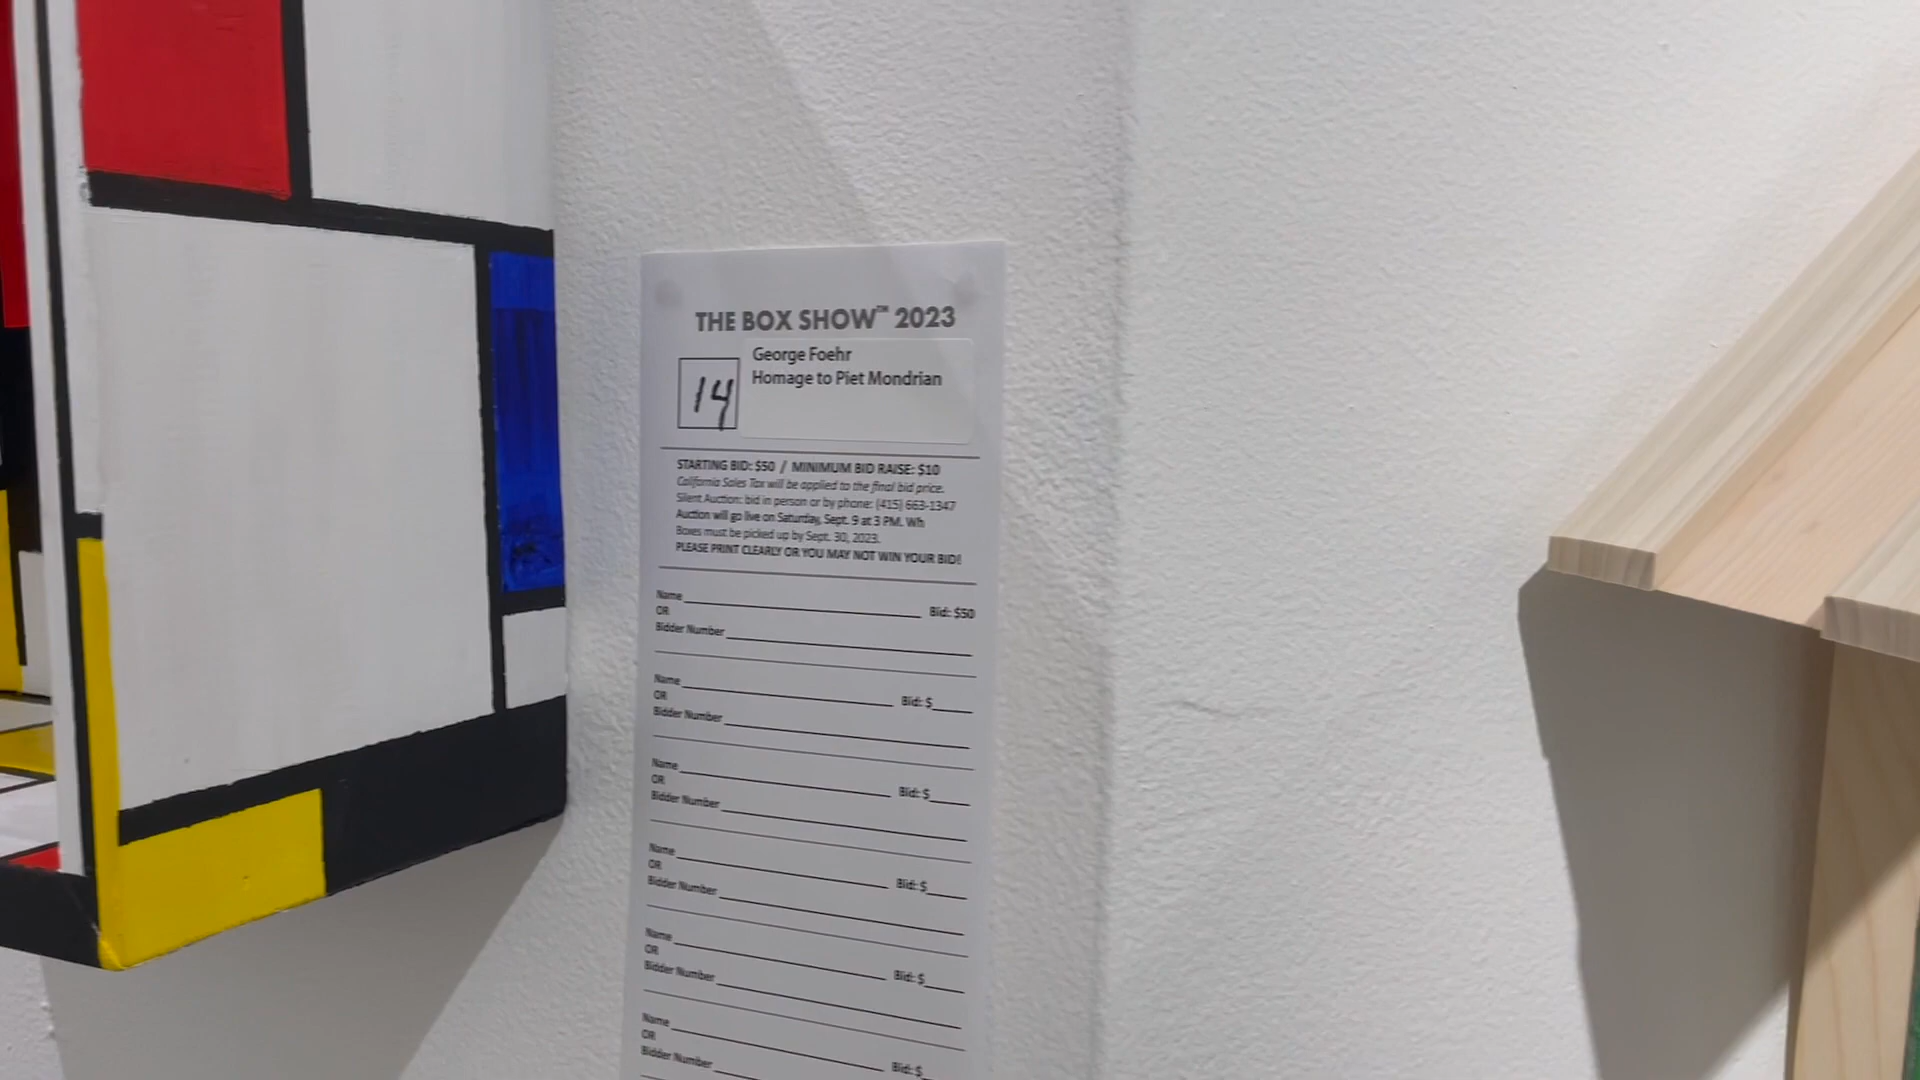 THE BOX SHOW™ 2023
14
George Foehr
Homage to Piet Mondrian
STARTING BID: $50 / MINIMUM BID RAISE: $10
California Sales Tax will be applied to the final bid price.
Silent Auction: bid in person or by phone: (415) 663-1347
Auction will go live on Saturday, Sept. 9 at 3 PM. Wh
Boxes must be picked up by Sept. 30, 2023.
PLEASE PRINT CLEARLY OR YOU MAY NOT WIN YOUR BID!
Name Bid: $50
OR
Bidder Number
Name Bid: $
OR
Bidder Number
Name Bid: $
OR
Bidder Number
Name Bid: $
OR
Bidder Number
Name Bid: $
OR
Bidder Number
Name Bid: $
OR
Bidder Number